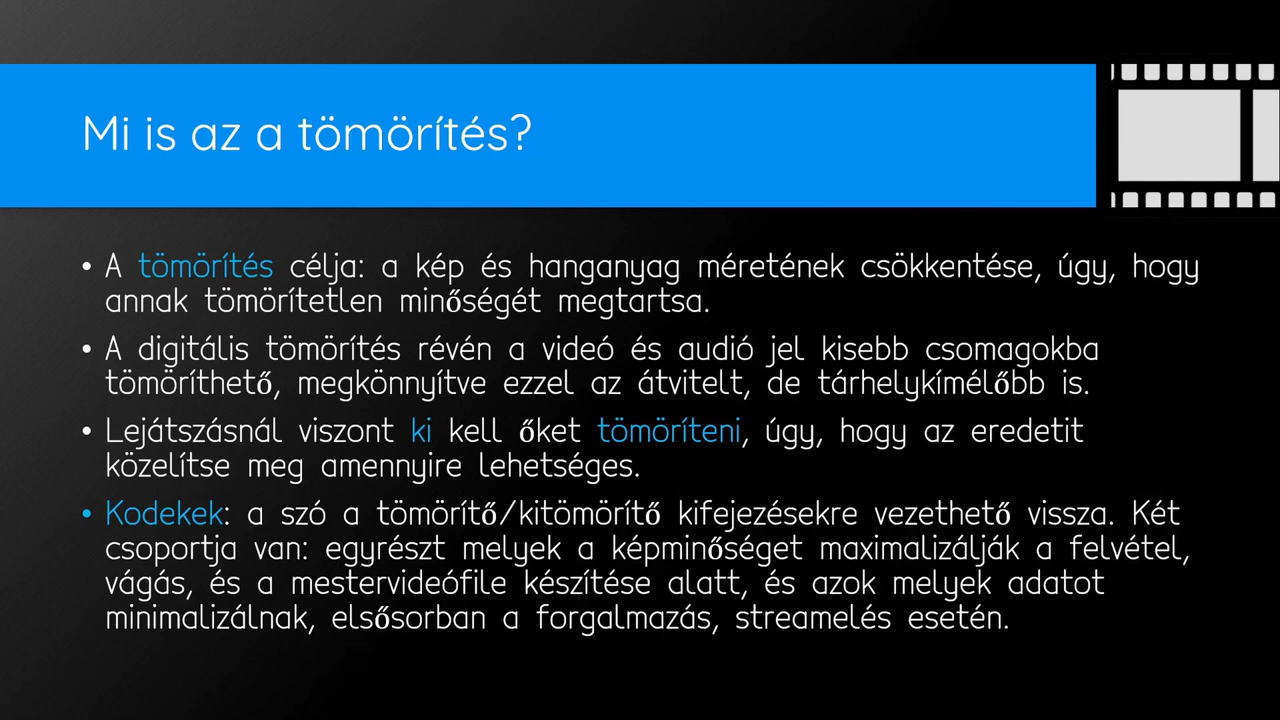 Mi is az a tömörítés?
• A tömörítés célja: a kép és hanganyag méretének csökkentése, úgy, hogy
annak tömörítetlen minőségét megtartsa.
• A digitális tömörítés révén a videó és audió jel kisebb csomagokba
tömöríthető, megkönnyítve ezzel az átvitelt, de tárhelykímélőbb is.
• Lejátszásnál viszont ki kell őket tömöríteni, úgy, hogy az eredetit
közelítse meg amennyire lehetséges.
• Kodekek: a szó a tömörítő/kitömörítő kifejezésekre vezethető vissza. Két
csoportja van: egyrészt melyek a képminőséget maximalizálják a felvétel,
vágás, és a mestervideófile készítése alatt, és azok melyek adatot
minimalizálnak, elsősorban a forgalmazás, streamelés esetén.